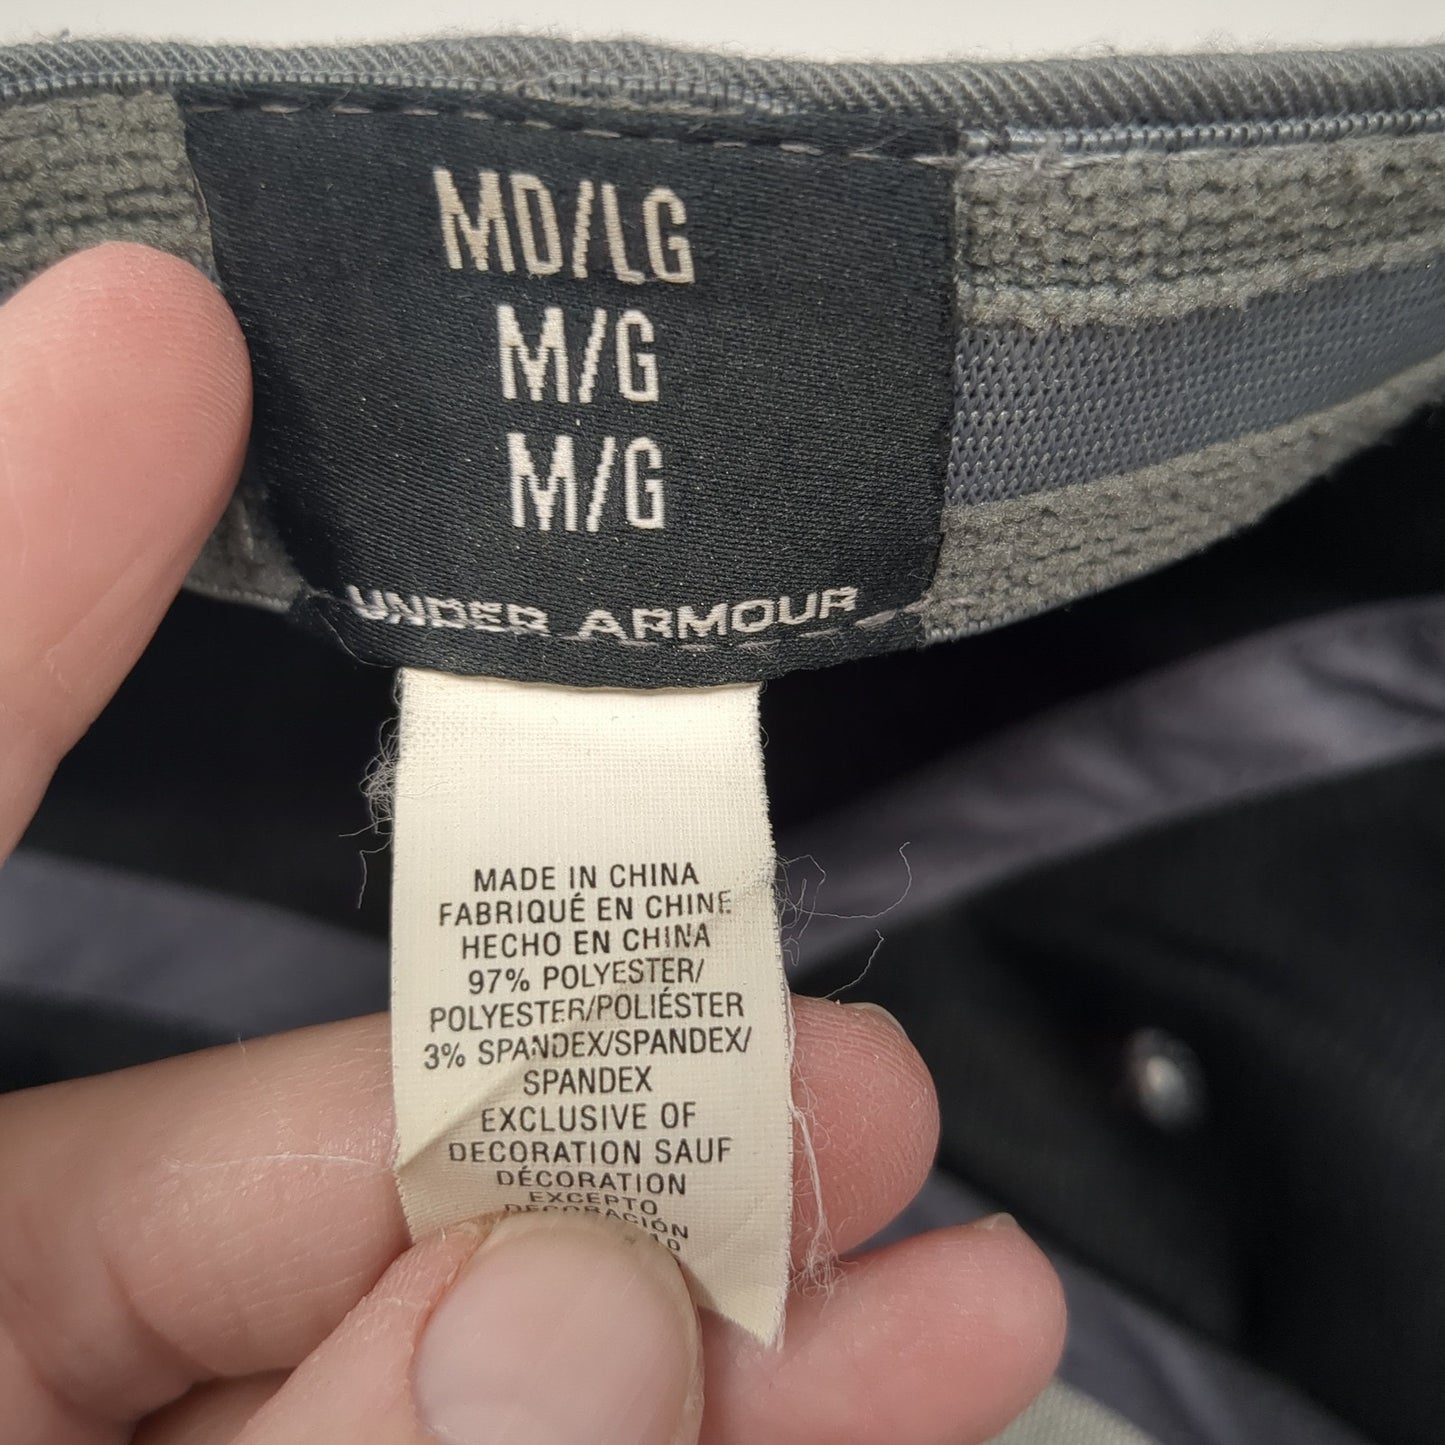 MD/LG
M/G
M/G
UNDER ARMOUR
MADE IN CHINA
FABRIQUÉ EN CHINE
HECHO EN CHINA
97% POLYESTER/
POLYESTER/POLIÉSTER
3% SPANDEX/SPANDEX/
SPANDEX
EXCLUSIVE OF
DECORATION SAUF
DÉCORATION
EXCEPTO
DECORACIÓN